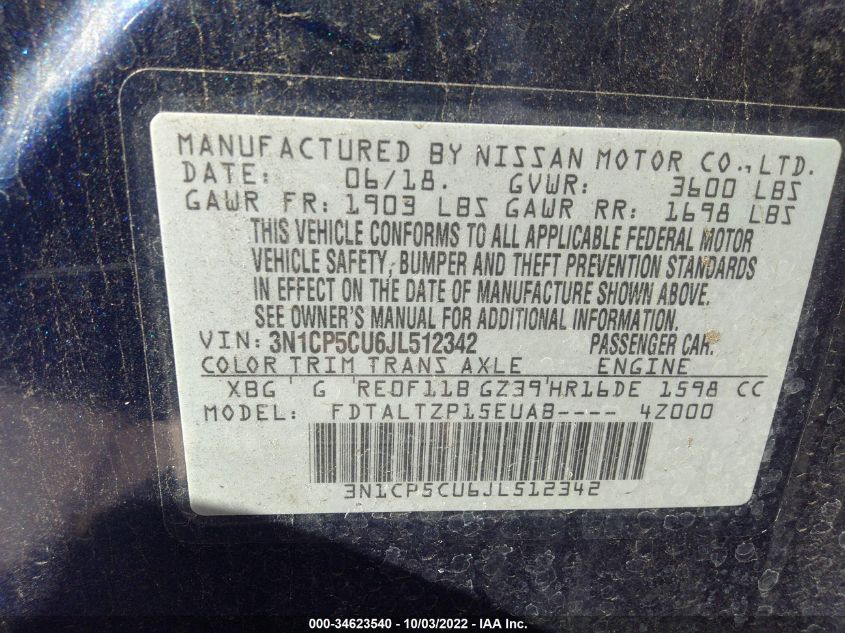 MANUFACTURED BY NISSAN MOTOR CO., LTD.
DATE: 06/18. GVWR: 3600 LBS
GAWR FR: 1903 LBS GAWR RR: 1698 LBS
THIS VEHICLE CONFORMS TO ALL APPLICABLE FEDERAL MOTOR
VEHICLE SAFETY, BUMPER AND THEFT PREVENTION STANDARDS
IN EFFECT ON THE DATE OF MANUFACTURE SHOWN ABOVE.
SEE OWNER'S MANUAL FOR ADDITIONAL INFORMATION
VIN: 3N1CP5CU6JL512342 PASSENGER CAR.
COLOR TRIM TRANS AXLE ENGINE
XBG G RE0F11B GZ39 HR16DE 1598 CC
MODEL: FDTALTZP15EUAB---- 4Z000
3N1CP5CU6JL512342
000-34623540 - 10/03/2022 - IAA Inc.